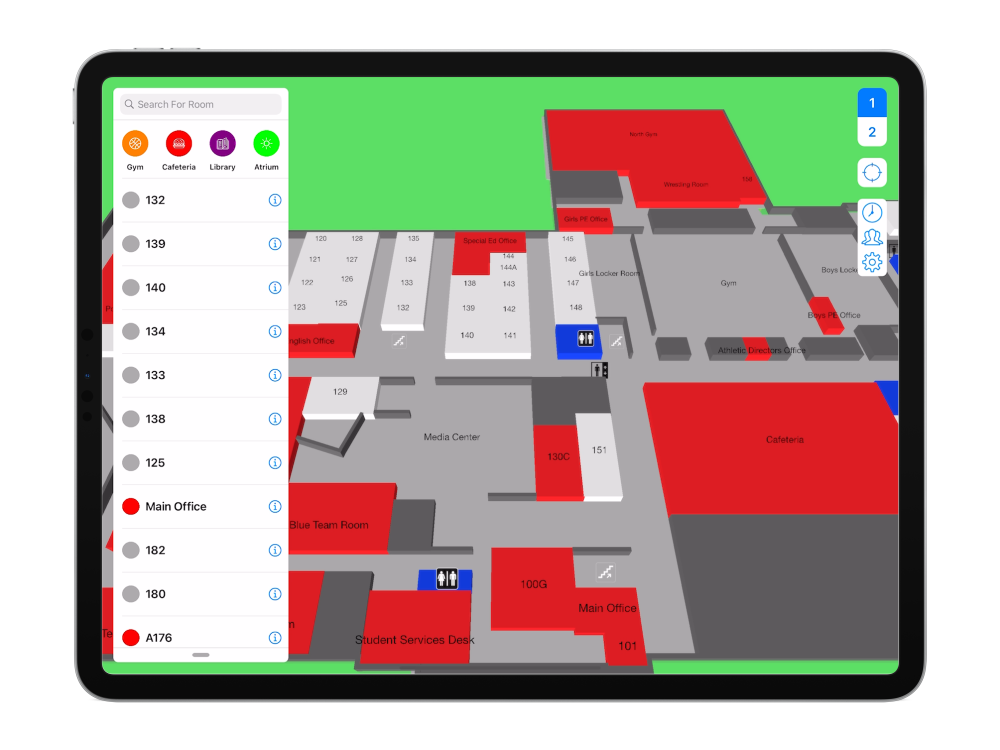 Search For Room
Gym
Cafeteria
Library
Atrium
132
139
140
134
133
138
125
Main Office
182
180
A176
1
2
North Gym
Wrestling Room
Girls PE Office
120
128
121
127
122
126
123
125
135
134
133
132
Special Ed Office
144
144A
138
143
139
142
140
141
145
146
147
148
Girls Locker Room
Gym
Boys Lock
Boys PE Office
Athletic Directors Office
nglish Office
129
Media Center
130C
151
Cafeteria
Blue Team Room
100G
Main Office
101
Student Services Desk